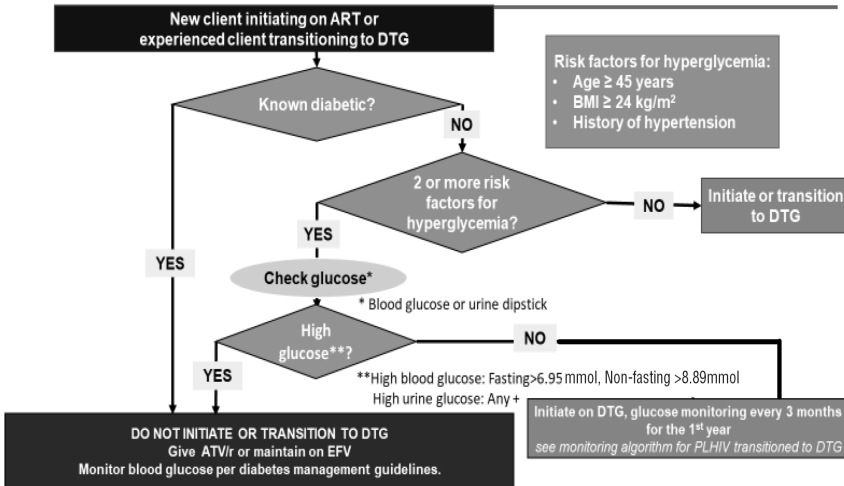 New client initiating on ART or
experienced client transitioning to DTG
Risk factors for hyperglycemia:
• Age ≥ 45 years
• BMI ≥ 24 kg/m²
• History of hypertension
Known diabetic?
NO
2 or more risk
factors for
hyperglycemia?
NO
Initiate or transition
to DTG
YES
YES
Check glucose*
* Blood glucose or urine dipstick
High
glucose**?
NO
YES
**High blood glucose: Fasting>6.95 mmol, Non-fasting >8.89mmol
High urine glucose: Any +
DO NOT INITIATE OR TRANSITION TO DTG
Give ATV/r or maintain on EFV
Monitor blood glucose per diabetes management guidelines.
Initiate on DTG, glucose monitoring every 3 months
for the 1st year
see monitoring algorithm for PLHIV transitioned to DTG